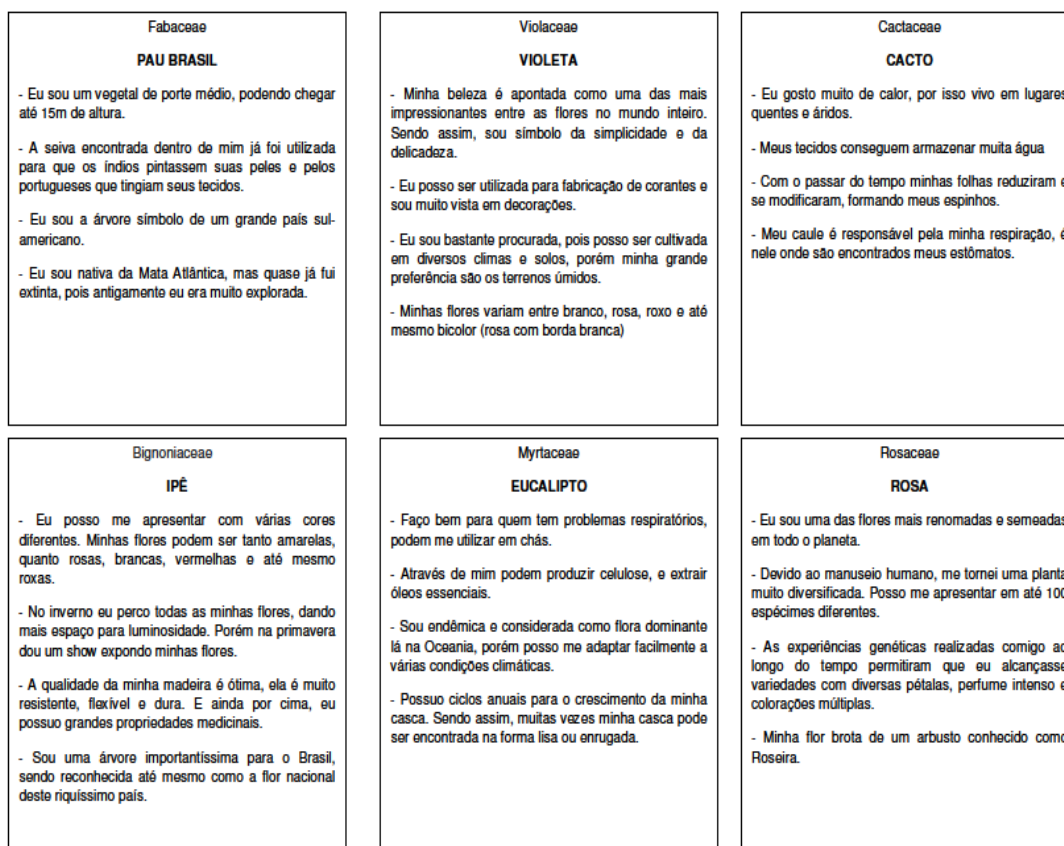 Fabaceae
PAU BRASIL
- Eu sou um vegetal de porte médio, podendo chegar
até 15m de altura.
- A seiva encontrada dentro de mim já foi utilizada
para que os índios pintassem suas peles e pelos
portugueses que tingiam seus tecidos.
- Eu sou a árvore símbolo de um grande país sul-
americano.
- Eu sou nativa da Mata Atlântica, mas quase já fui
extinta, pois antigamente eu era muito explorada.
Violaceae
VIOLETA
- Minha beleza é apontada como uma das mais
impressionantes entre as flores no mundo inteiro.
Sendo assim, sou símbolo da simplicidade e da
delicadeza.
- Eu posso ser utilizada para fabricação de corantes e
sou muito vista em decorações.
- Eu sou bastante procurada, pois posso ser cultivada
em diversos climas e solos, porém minha grande
preferência são os terrenos úmidos.
- Minhas flores variam entre branco, rosa, roxo e até
mesmo bicolor (rosa com borda branca)
Cactaceae
CACTO
- Eu gosto muito de calor, por isso vivo em lugares
quentes e áridos.
- Meus tecidos conseguem armazenar muita água
- Com o passar do tempo minhas folhas reduziram e
se modificaram, formando meus espinhos.
- Meu caule é responsável pela minha respiração, é
nele onde são encontrados meus estômatos.
Bignoniaceae
IPÊ
- Eu posso me apresentar com várias cores
diferentes. Minhas flores podem ser tanto amarelas,
quanto rosas, brancas, vermelhas e até mesmo
roxas.
- No inverno eu perco todas as minhas flores, dando
mais espaço para luminosidade. Porém na primavera
dou um show expondo minhas flores.
- A qualidade da minha madeira é ótima, ela é muito
resistente, flexível e dura. E ainda por cima, eu
possuo grandes propriedades medicinais.
- Sou uma árvore importantíssima para o Brasil,
sendo reconhecida até mesmo como a flor nacional
deste riquíssimo país.
Myrtaceae
EUCALIPTO
- Faço bem para quem tem problemas respiratórios,
podem me utilizar em chás.
- Através de mim podem produzir celulose, e extrair
óleos essenciais.
- Sou endêmica e considerada como flora dominante
lá na Oceania, porém posso me adaptar facilmente a
várias condições climáticas.
- Possuo ciclos anuais para o crescimento da minha
casca. Sendo assim, muitas vezes minha casca pode
ser encontrada na forma lisa ou enrugada.
Rosaceae
ROSA
- Eu sou uma das flores mais renomadas e semeadas
em todo o planeta.
- Devido ao manuseio humano, me tornei uma planta
muito diversificada. Posso me apresentar em até 100
espécimes diferentes.
- As experiências genéticas realizadas comigo ao
longo do tempo permitiram que eu alcançasse
variedades com diversas pétalas, perfume intenso e
colorações múltiplas.
- Minha flor brota de um arbusto conhecido como
Roseira.